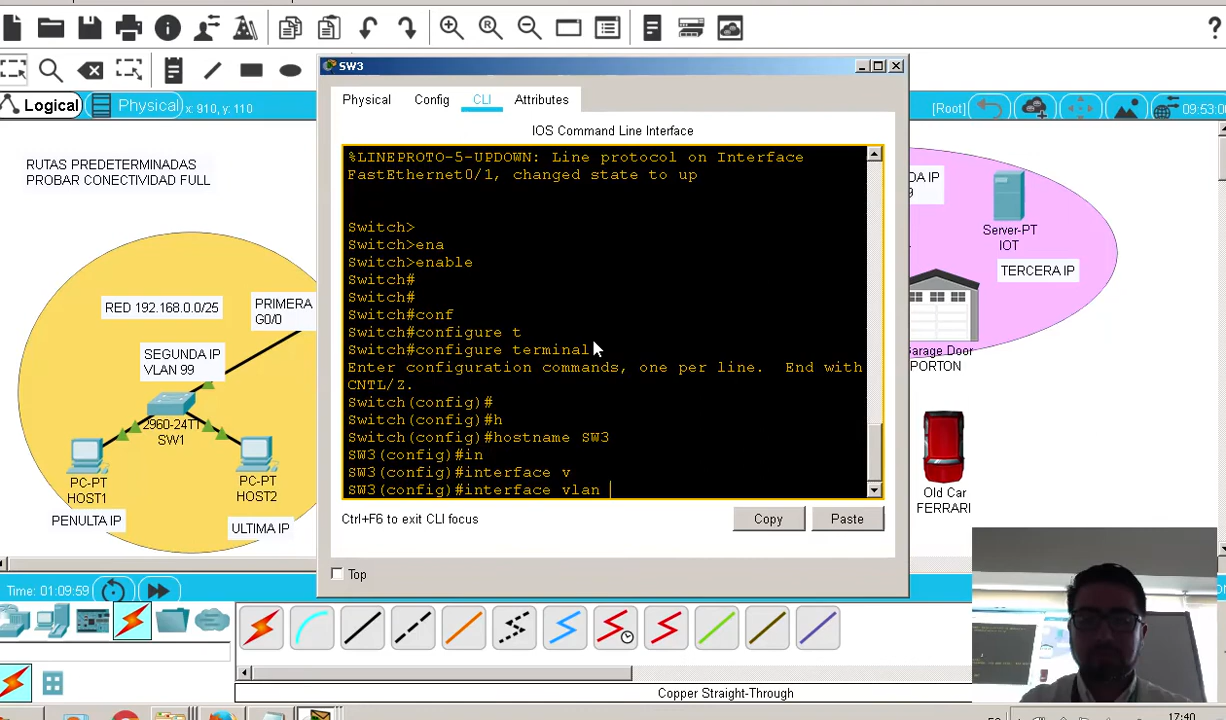 SW3
Logical
Physical
x: 910, y: 110
[Root]
09:53:0
Physical
Config
CLI
Attributes
IOS Command Line Interface
%LINEPROTO-5-UPDOWN: Line protocol on Interface
FastEthernet0/1, changed state to up
Switch>
Switch>ena
Switch>enable
Switch#
Switch#
Switch#conf
Switch#configure t
Switch#configure terminal
Enter configuration commands, one per line.  End with
CNTL/Z.
Switch(config)#
Switch(config)#h
Switch(config)#hostname SW3
SW3(config)#in
SW3(config)#interface v
SW3(config)#interface vlan
Ctrl+F6 to exit CLI focus
Copy
Paste
Top
RUTAS PREDETERMINADAS
PROBAR CONECTIVIDAD FULL
RED 192.168.0.0/25
PRIMERA
G0/0
SEGUNDA IP
VLAN 99
2960-24TT
SW1
PC-PT
HOST1
PC-PT
HOST2
PENULTA IP
ULTIMA IP
DA IP
9
Server-PT
IOT
TERCERA IP
Garage Door
PORTON
Old Car
FERRARI
Time: 01:09:59
Copper Straight-Through
17:40